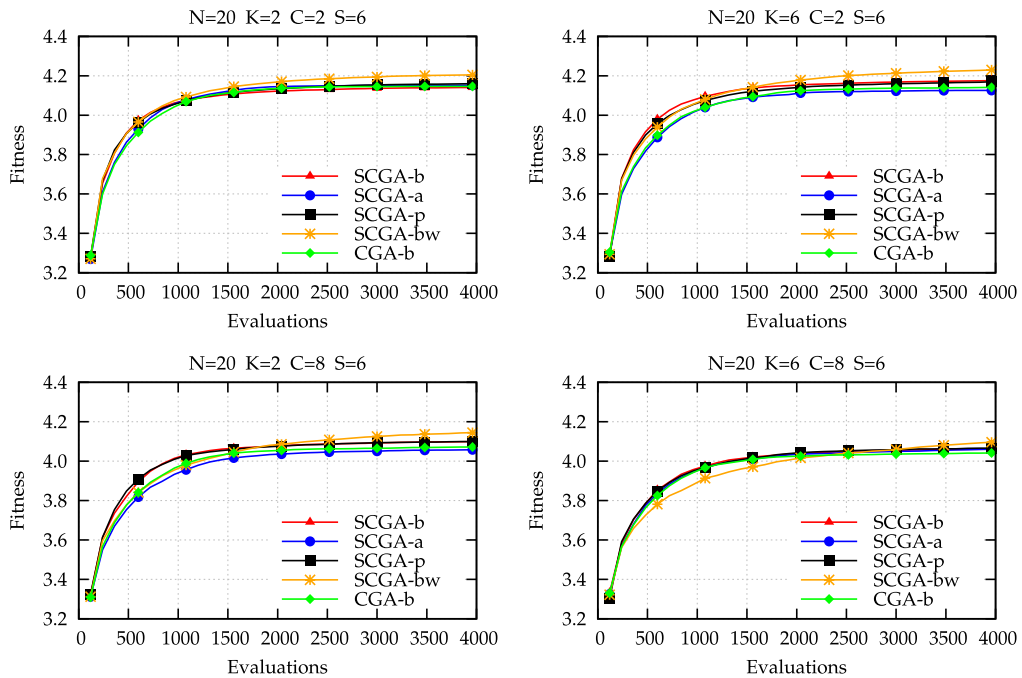 N=20 K=2 C=2 S=6
4.4
4.2
4.0
3.8
3.6
3.4
3.2
Fitness
SCGA-b
SCGA-a
SCGA-p
SCGA-bw
CGA-b
0 500 1000 1500 2000 2500 3000 3500 4000
Evaluations
N=20 K=6 C=2 S=6
4.4
4.2
4.0
3.8
3.6
3.4
3.2
Fitness
SCGA-b
SCGA-a
SCGA-p
SCGA-bw
CGA-b
0 500 1000 1500 2000 2500 3000 3500 4000
Evaluations
N=20 K=2 C=8 S=6
4.4
4.2
4.0
3.8
3.6
3.4
3.2
Fitness
SCGA-b
SCGA-a
SCGA-p
SCGA-bw
CGA-b
0 500 1000 1500 2000 2500 3000 3500 4000
Evaluations
N=20 K=6 C=8 S=6
4.4
4.2
4.0
3.8
3.6
3.4
3.2
Fitness
SCGA-b
SCGA-a
SCGA-p
SCGA-bw
CGA-b
0 500 1000 1500 2000 2500 3000 3500 4000
Evaluations